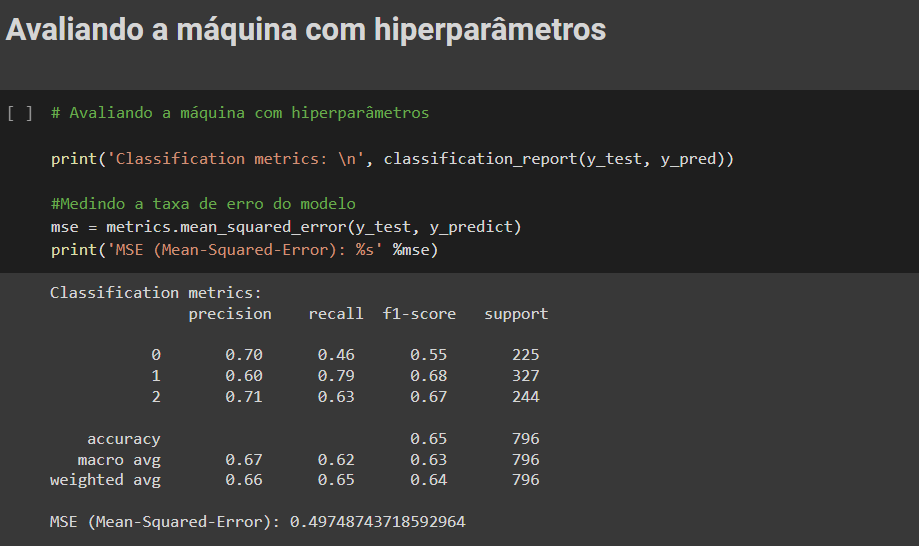 Avaliando a máquina com hiperparâmetros
[ ] # Avaliando a máquina com hiperparâmetros
print('Classification metrics: \n', classification_report(y_test, y_pred))
#Medindo a taxa de erro do modelo
mse = metrics.mean_squared_error(y_test, y_predict)
print('MSE (Mean-Squared-Error): %s' %mse)
Classification metrics:
precision recall f1-score support
0 0.70 0.46 0.55 225
1 0.60 0.79 0.68 327
2 0.71 0.63 0.67 244
accuracy 0.65 796
macro avg 0.67 0.62 0.63 796
weighted avg 0.66 0.65 0.64 796
MSE (Mean-Squared-Error): 0.49748743718592964